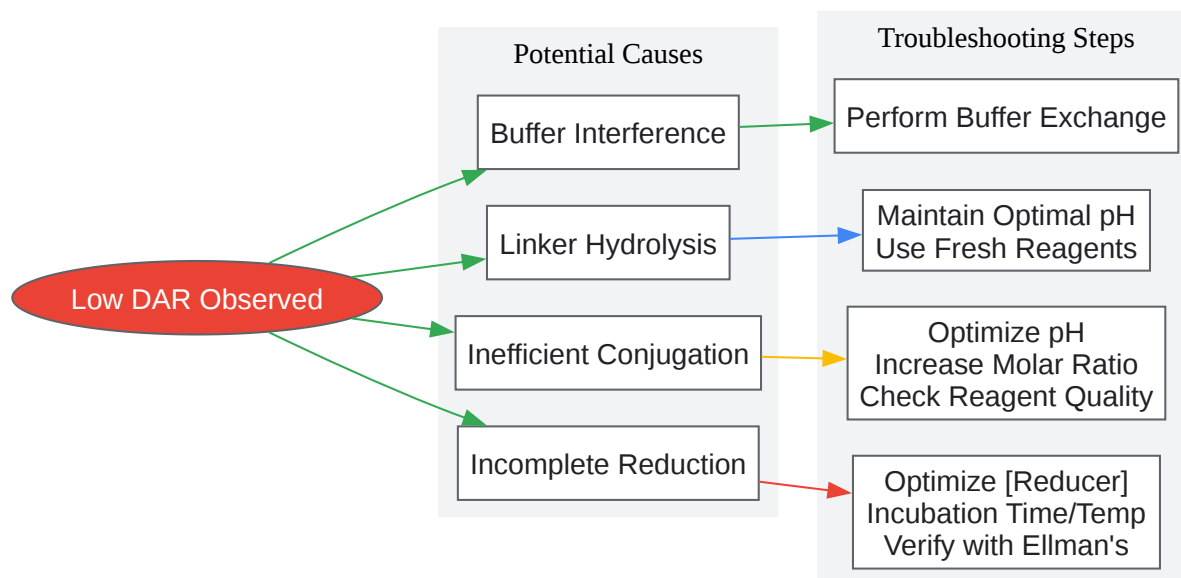 Low DAR Observed
Potential Causes
Buffer Interference
Linker Hydrolysis
Inefficient Conjugation
Incomplete Reduction
Troubleshooting Steps
Perform Buffer Exchange
Maintain Optimal pH
Use Fresh Reagents
Optimize pH
Increase Molar Ratio
Check Reagent Quality
Optimize [Reducer]
Incubation Time/Temp
Verify with Ellman's